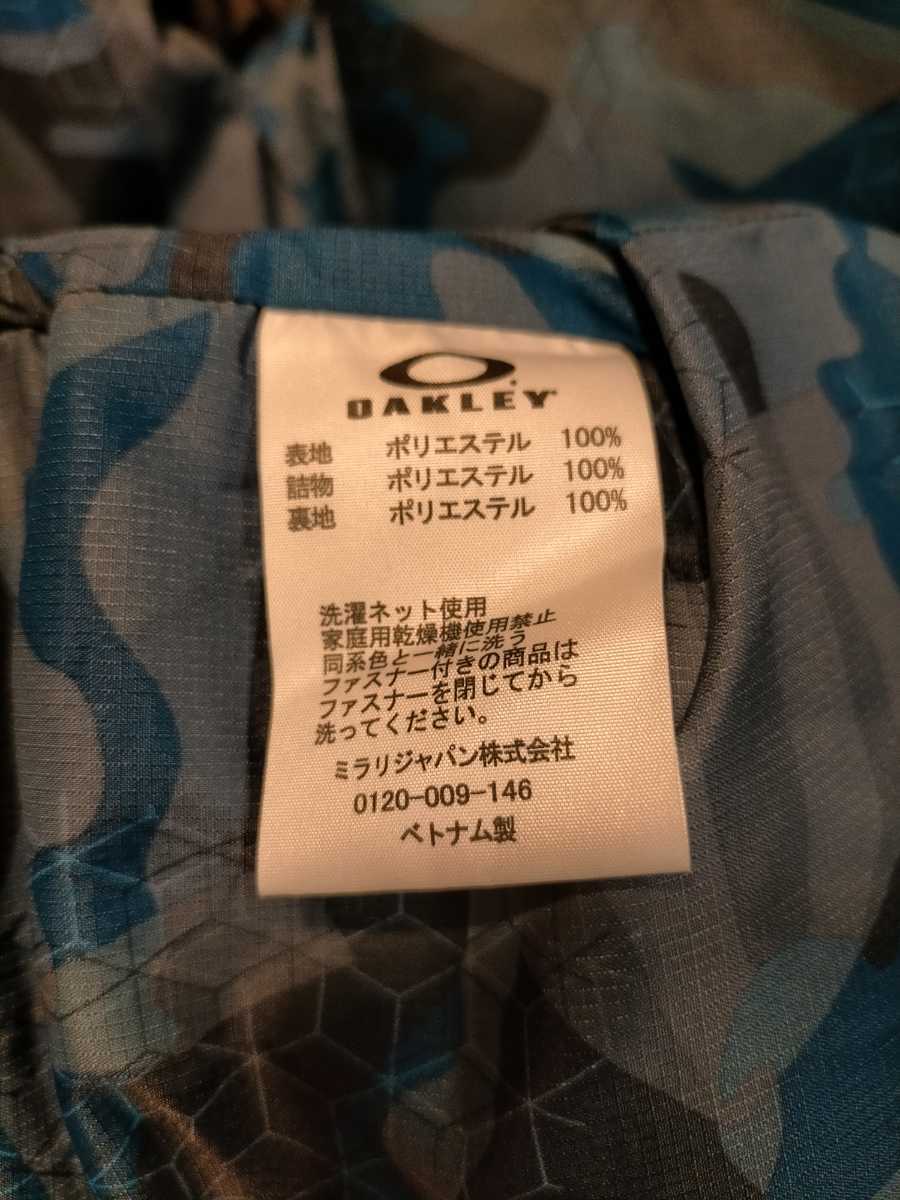 OAKLEY
表地 ポリエステル 100%
詰物 ポリエステル 100%
裏地 ポリエステル 100%
洗濯ネット使用
家庭用乾燥機使用禁止
同系色と一緒に洗う
ファスナー付きの商品は
ファスナーを閉じてから
洗ってください。
ミラリジャパン株式会社
0120-009-146
ベトナム製